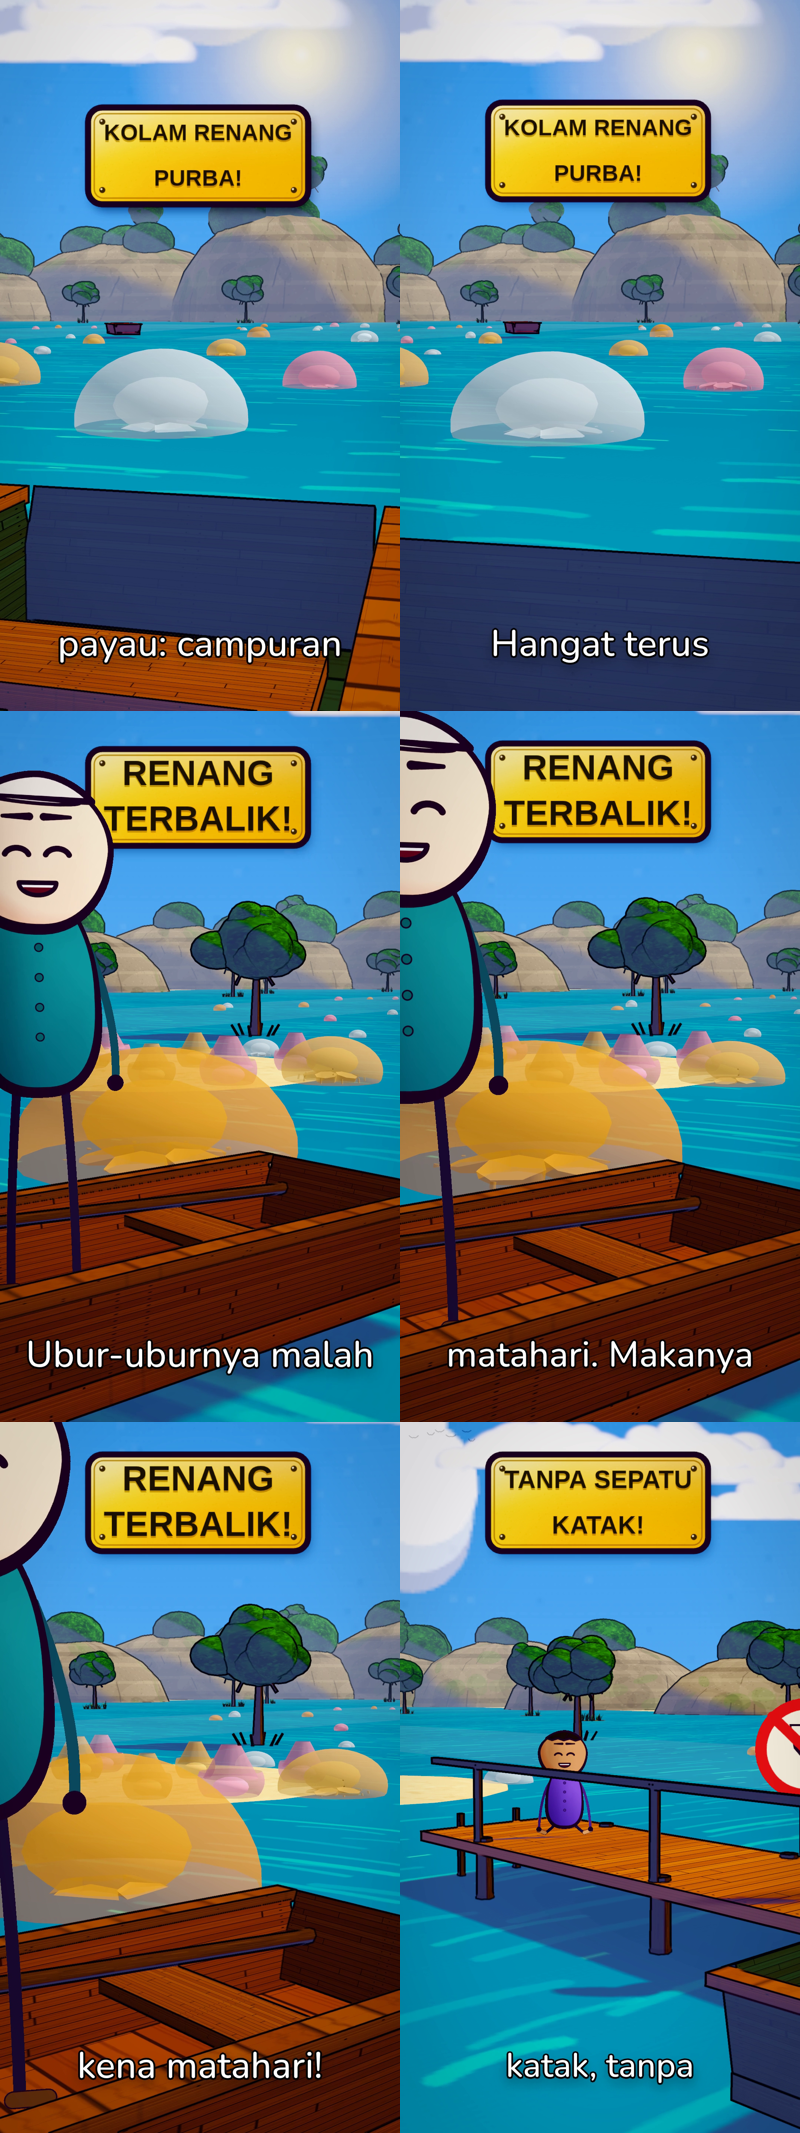 KOLAM RENANG
PURBA!
payau: campuran
KOLAM RENANG
PURBA!
Hangat terus
RENANG
TERBALIK!
Ubur-uburnya malah
RENANG
TERBALIK!
matahari. Makanya
RENANG
TERBALIK!
kena matahari!
TANPA SEPATU
KATAK!
katak, tanpa